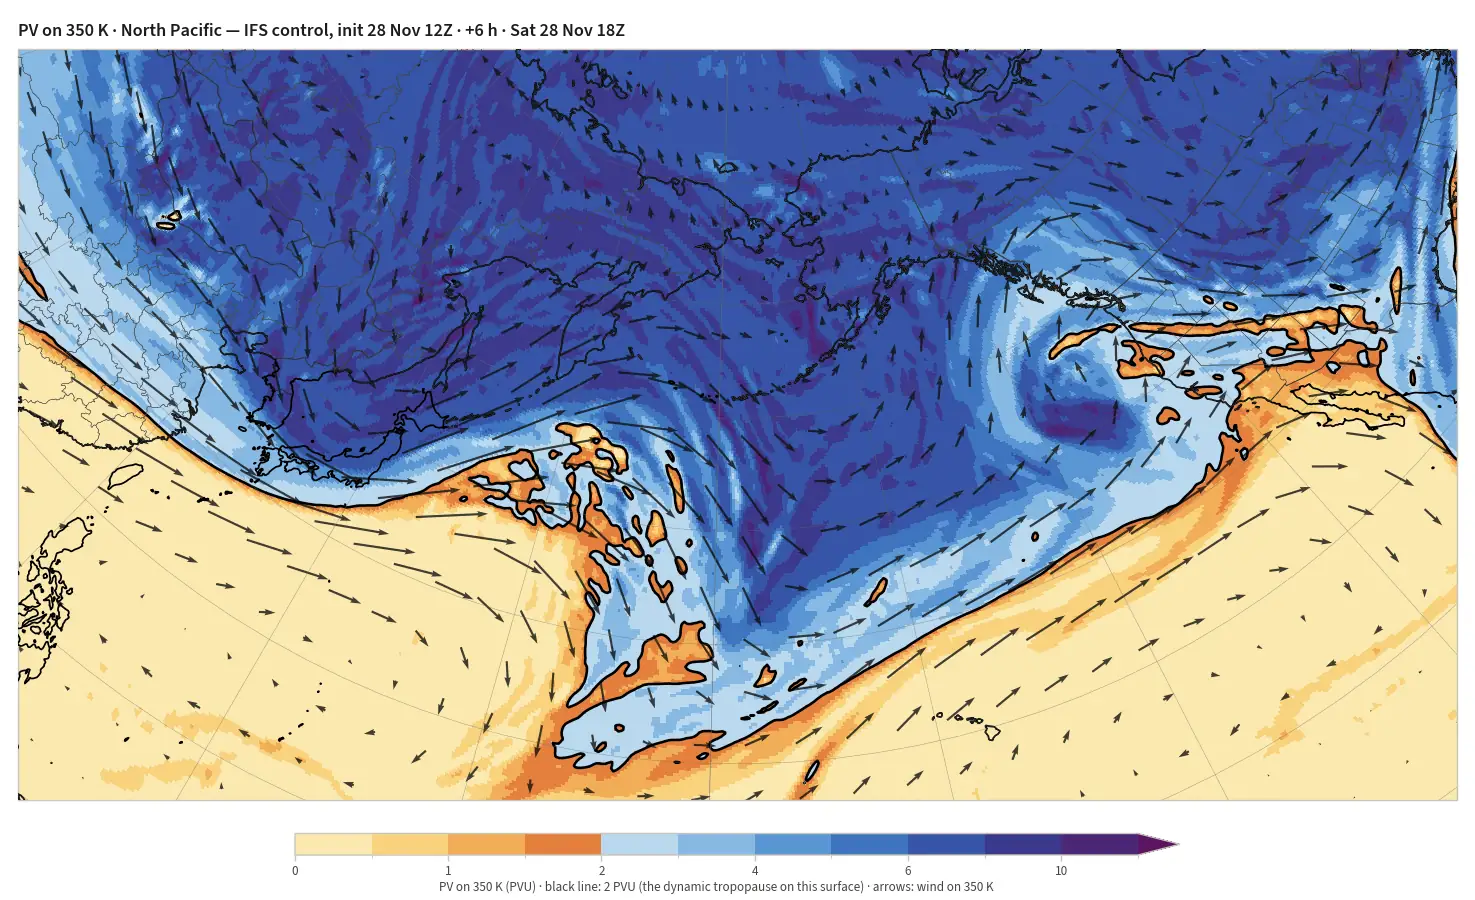 PV on 350 K · North Pacific — IFS control, init 28 Nov 12Z · +6 h · Sat 28 Nov 18Z
0 1 2 4 6 10
PV on 350 K (PVU) · black line: 2 PVU (the dynamic tropopause on this surface) · arrows: wind on 350 K